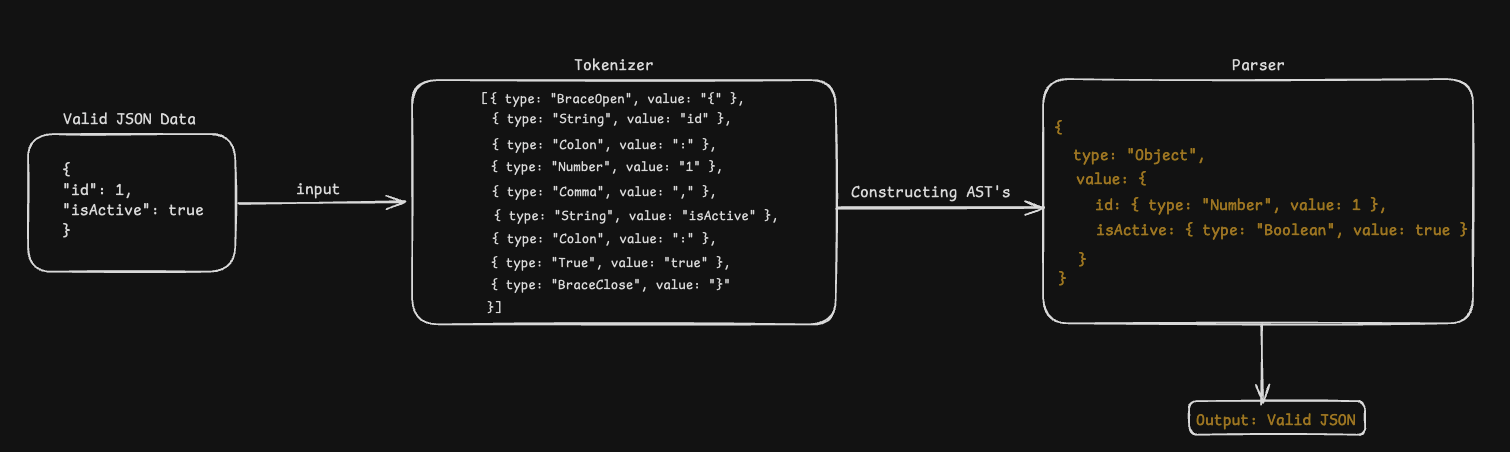 Valid JSON Data
{
"id": 1,
"isActive": true
}
input
Tokenizer
[{ type: "BraceOpen", value: "{" },
{ type: "String", value: "id" },
{ type: "Colon", value: ":" },
{ type: "Number", value: "1" },
{ type: "Comma", value: "," },
{ type: "String", value: "isActive" },
{ type: "Colon", value: ":" },
{ type: "True", value: "true" },
{ type: "BraceClose", value: "}"
}]
Constructing AST's
Parser
{
type: "Object",
value: {
id: { type: "Number", value: 1 },
isActive: { type: "Boolean", value: true }
}
}
Output: Valid JSON